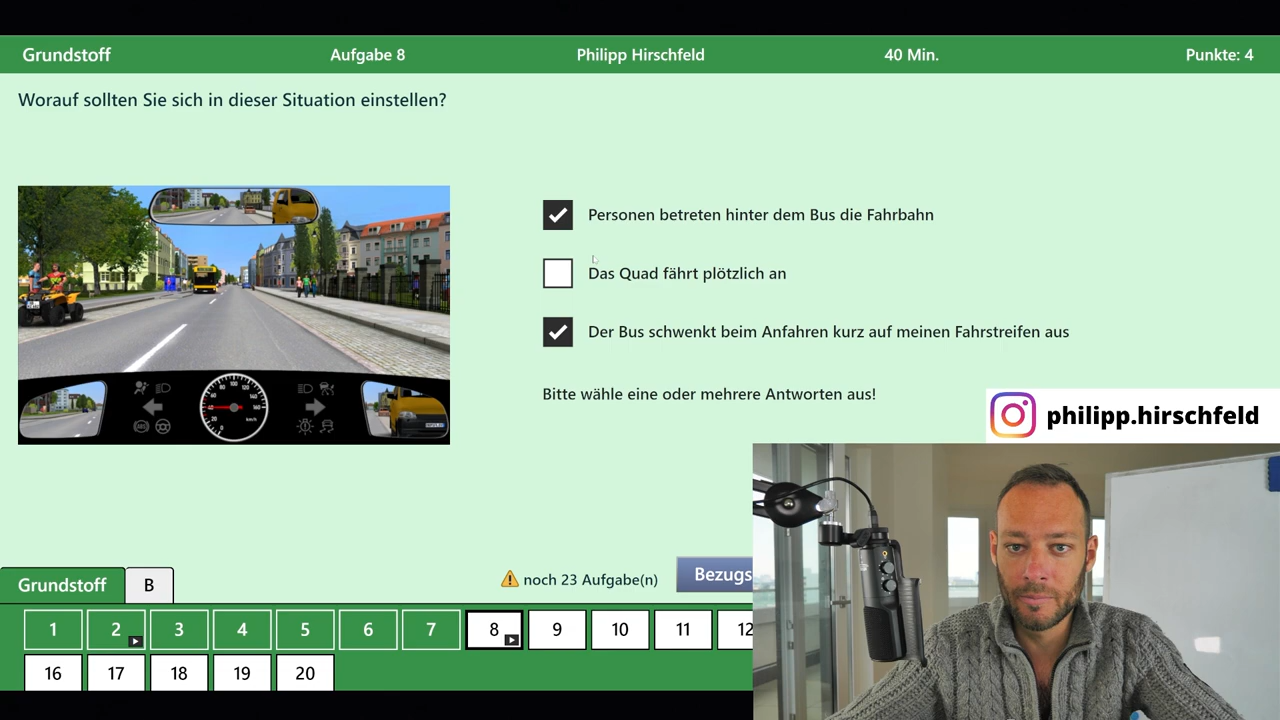 Grundstoff
Aufgabe 8
Philipp Hirschfeld
40 Min.
Punkte: 4
Worauf sollten Sie sich in dieser Situation einstellen?
Personen betreten hinter dem Bus die Fahrbahn
Das Quad fährt plötzlich an
Der Bus schwenkt beim Anfahren kurz auf meinen Fahrstreifen aus
Bitte wähle eine oder mehrere Antworten aus!
philipp.hirschfeld
Grundstoff
B
noch 23 Aufgabe(n)
Bezugs
1 2 3 4 5 6 7 8 9 10 11 12
16 17 18 19 20